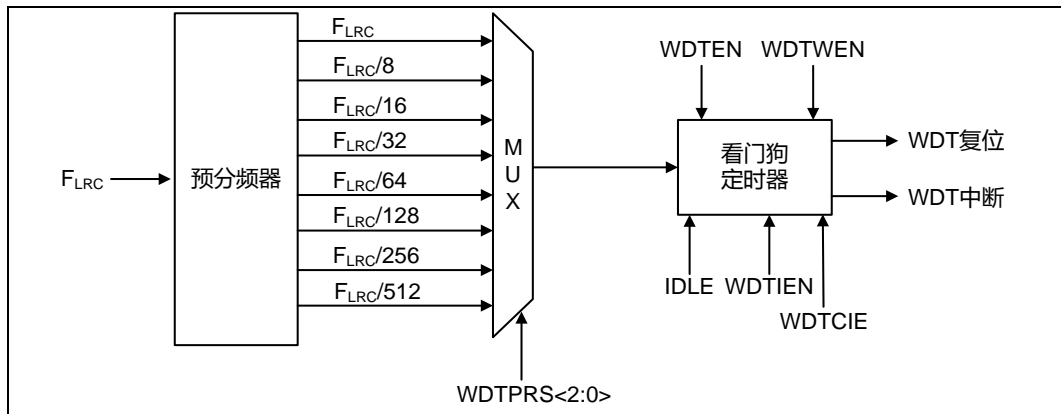 F_LRC
预分频器
F_LRC
F_LRC/8
F_LRC/16
F_LRC/32
F_LRC/64
F_LRC/128
F_LRC/256
F_LRC/512
MUX
WDTPRS<2:0>
WDTEN
WDTWEN
看门狗
定时器
WDT复位
WDT中断
IDLE
WDTIEN
WDTCIE